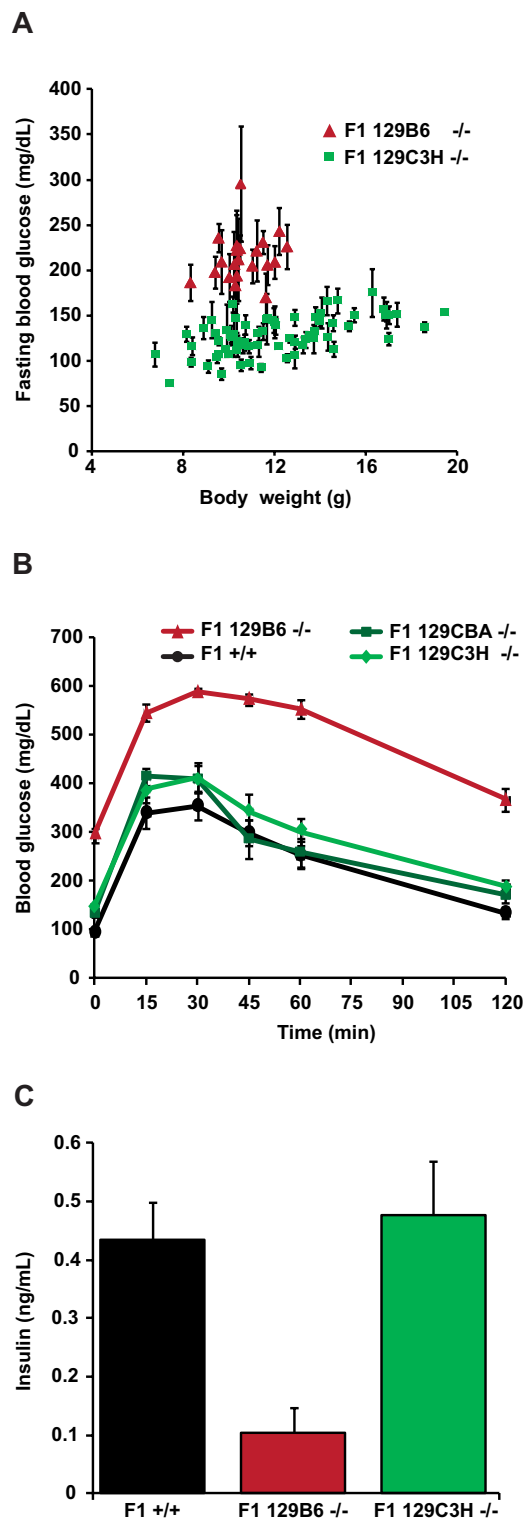 A
400
350
300
250
200
150
100
50
0
Fasting blood glucose (mg/dL)
F1 129B6 -/-
F1 129C3H -/-
4 8 12 16 20
Body weight (g)
B
F1 129B6 -/- F1 129CBA -/-
F1 +/+ F1 129C3H -/-
700
600
500
400
300
200
100
0
Blood glucose (mg/dL)
0 15 30 45 60 75 90 105 120
Time (min)
C
0.6
0.5
0.4
0.3
0.2
0.1
0
Insulin (ng/mL)
F1 +/+ F1 129B6 -/- F1 129C3H -/-